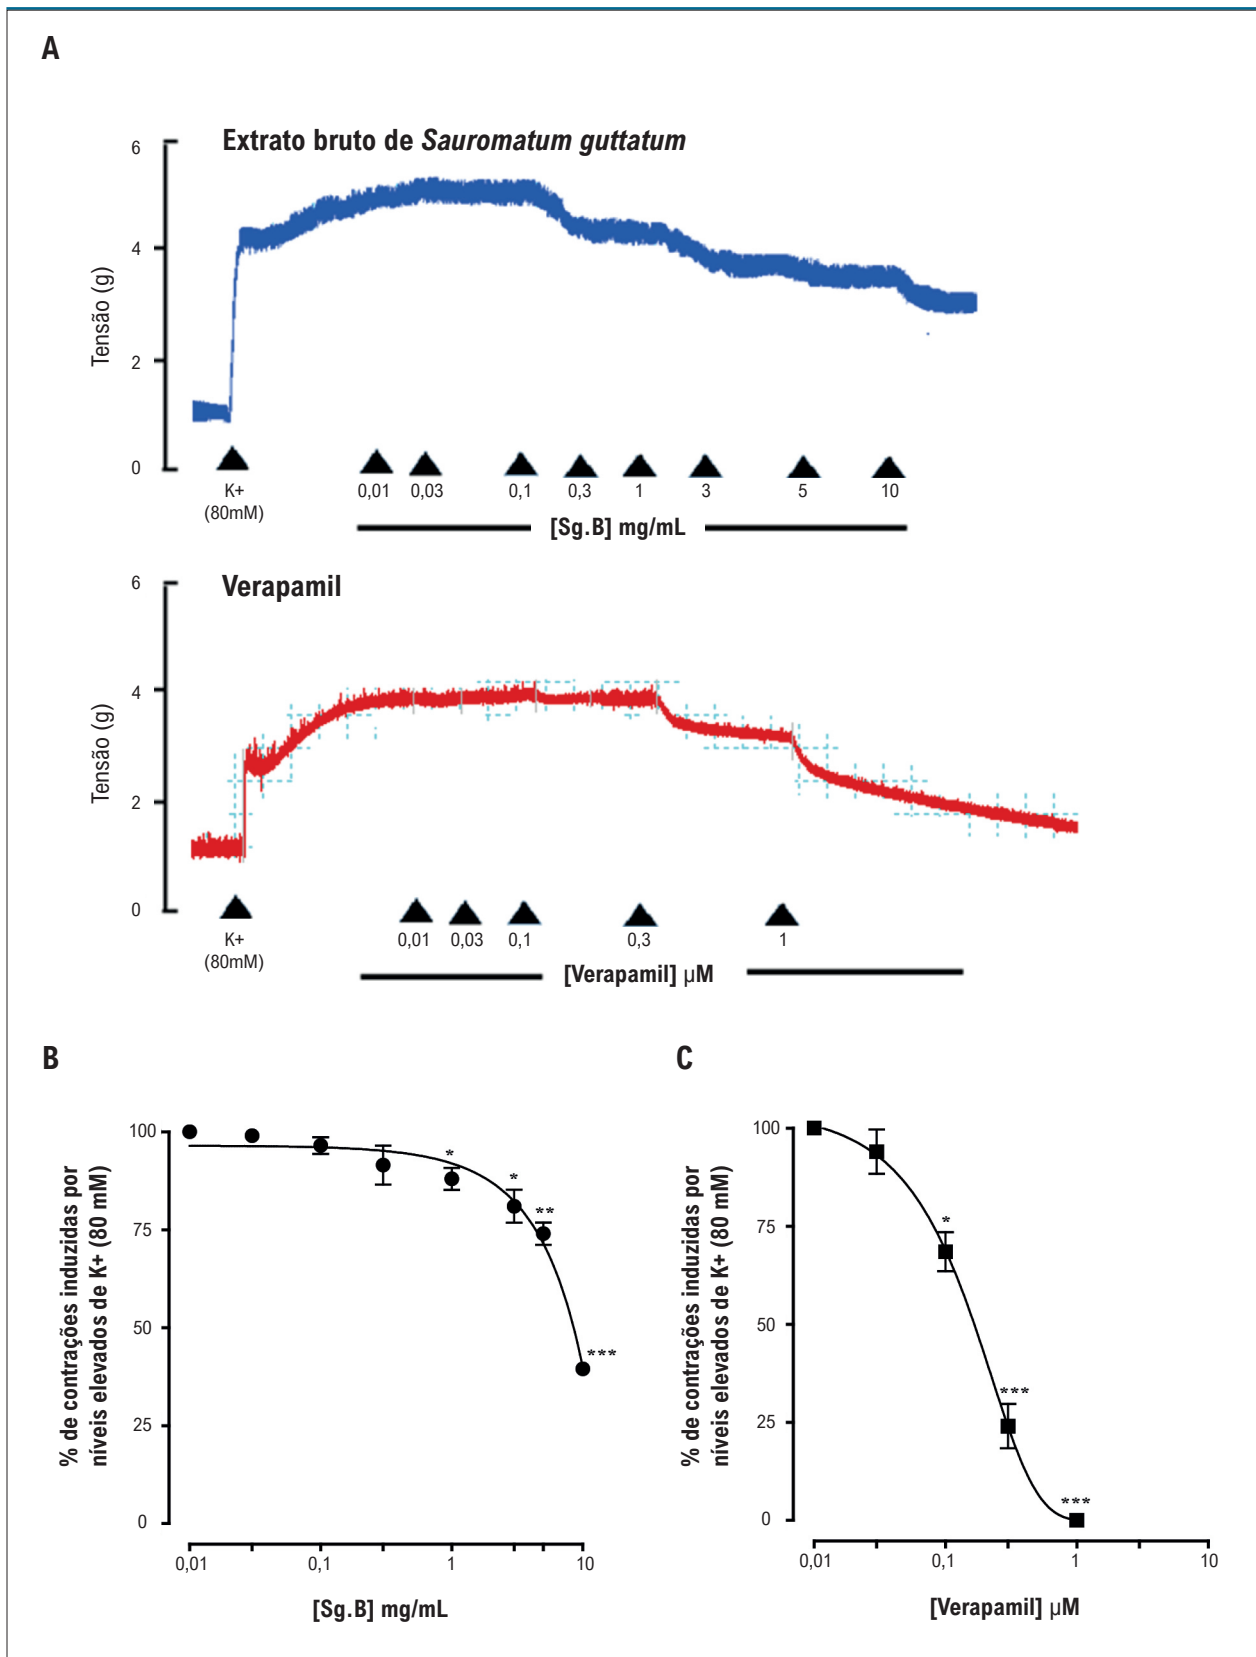 A
Extrato bruto de Sauromatum guttatum
6
4
2
0
Tensão (g)
K+
(80mM)
0,01 0,03 0,1 0,3 1 3 5 10
[Sg.B] mg/mL
Verapamil
6
4
2
0
Tensão (g)
K+
(80mM)
0,01 0,03 0,1 0,3 1
[Verapamil] µM
B
% de contrações induzidas por
níveis elevados de K+ (80 mM)
100
75
50
25
0
*
*
**
***
0,01 0,1 1 10
[Sg.B] mg/mL
C
% de contrações induzidas por
níveis elevados de K+ (80 mM)
100
75
50
25
0
*
***
***
0,01 0,1 1 10
[Verapamil] µM